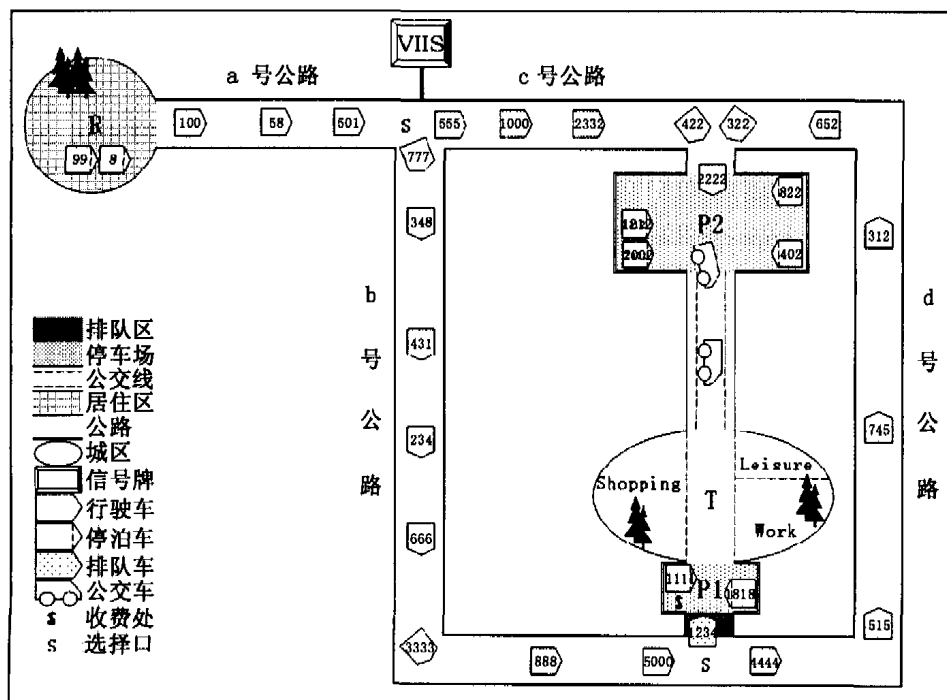 VIIS
a 号公路
c 号公路
R
100
58
501
S
555
1000
2332
422
322
652
99
8
777
2222
822
348
P2
312
402
b
号
公
路
d
号
公
路
431
234
745
666
Shopping
Leisure
T
Work
排队区
停车场
公交线
居住区
公路
城区
信号牌
行驶车
停泊车
排队车
公交车
$ 收费处
S 选择口
111
P1
1818
$
1234
515
3333
888
5000
S
4444